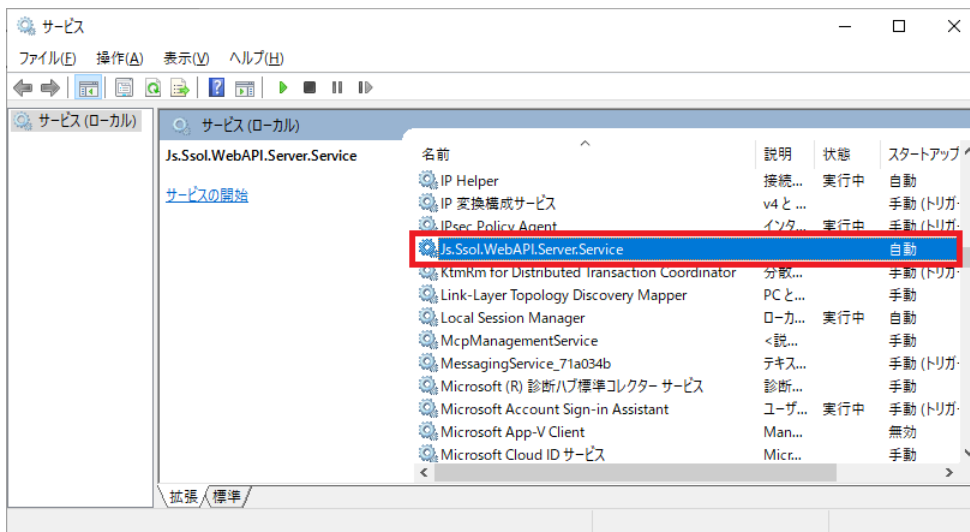 サービス
ファイル(F) 操作(A) 表示(V) ヘルプ(H)
サービス (ローカル)
サービス (ローカル)
Js.Ssol.WebAPI.Server.Service
サービスの開始
名前 説明 状態 スタートアップ
IP Helper 接続... 実行中 自動
IP 変換構成サービス v4 と ... 手動 (トリガ
IPsec Policy Agent インタ... 実行中 手動 (トリガ
Js.Ssol.WebAPI.Server.Service 自動
KtmRm for Distributed Transaction Coordinator 分散... 手動 (トリガ
Link-Layer Topology Discovery Mapper PC と... 手動
Local Session Manager ローカ... 実行中 自動
McpManagementService <説... 手動
MessagingService_71a034b テキス... 手動 (トリガ
Microsoft (R) 診断ハブ標準コレクター サービス 診断... 手動
Microsoft Account Sign-in Assistant ユーザ... 実行中 手動 (トリガ
Microsoft App-V Client Man... 無効
Microsoft Cloud ID サービス Micr... 手動
拡張 標準